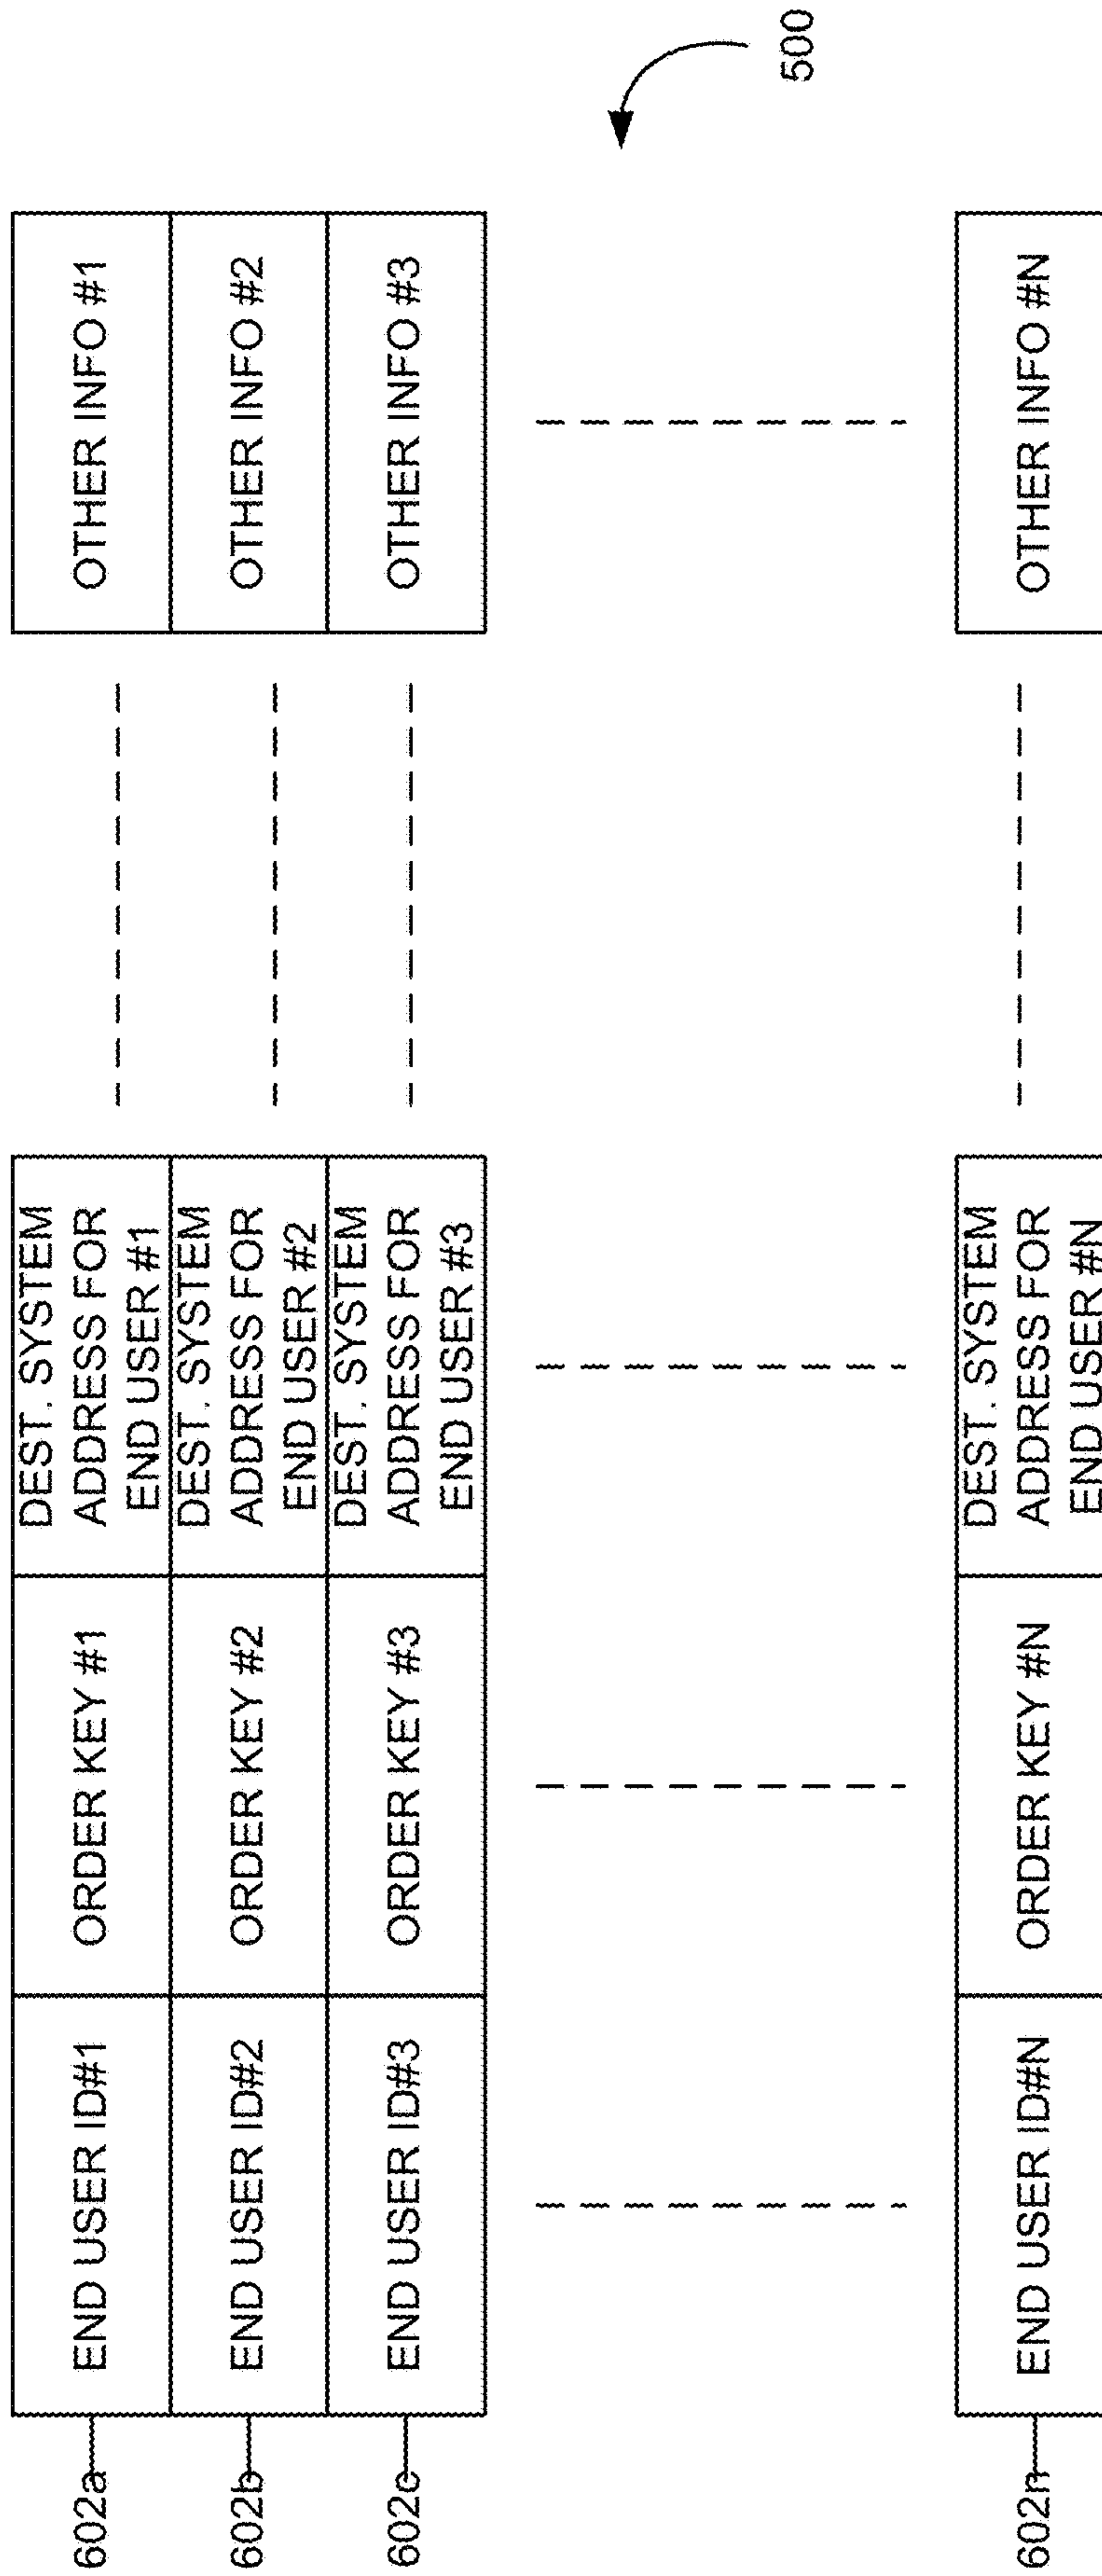 602a
END USER ID#1
ORDER KEY #1
DEST. SYSTEM
ADDRESS FOR
END USER #1
OTHER INFO #1
602b
END USER ID#2
ORDER KEY #2
DEST. SYSTEM
ADDRESS FOR
END USER #2
OTHER INFO #2
602c
END USER ID#3
ORDER KEY #3
DEST. SYSTEM
ADDRESS FOR
END USER #3
OTHER INFO #3
500
602n
END USER ID#N
ORDER KEY #N
DEST. SYSTEM
ADDRESS FOR
END USER #N
OTHER INFO #N